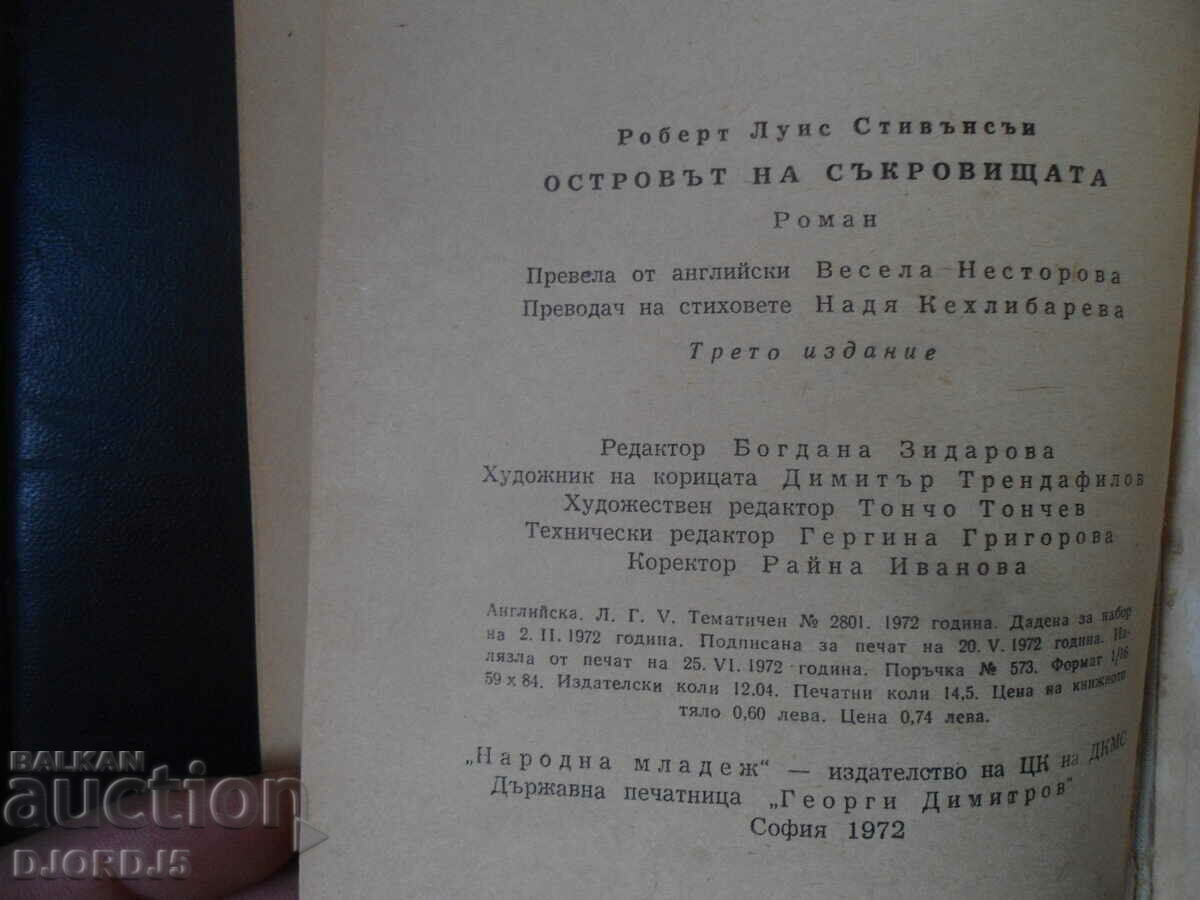 Роберт Луис Стивънсън
ОСТРОВЪТ НА СЪКРОВИЩАТА
Роман
Превела от английски Весела Несторова
Преводач на стиховете Надя Кехлибарева
Трето издание
Редактор Богдана Зидарова
Художник на корицата Димитър Трендафилов
Художествен редактор Тончо Тончев
Технически редактор Гергина Григорова
Коректор Райна Иванова
Английска. Л. Г. V. Тематичен № 2801. 1972 година. Дадена за набор
на 2. II. 1972 година. Подписана за печат на 20. V. 1972 година. Из-
лязла от печат на 25. VI. 1972 година. Поръчка № 573. Формат 1/16
59 х 84. Издателски коли 12.04. Печатни коли 14,5. Цена на книжното
тяло 0,60 лева. Цена 0,74 лева.
„Народна младеж“ — издателство на ЦК на ДКМС
Държавна печатница „Георги Димитров“
София 1972
BALKAN
auction
DJORDJ5